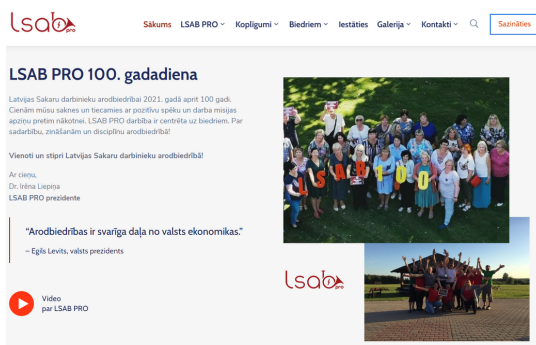 lsab pro
Sākums LSAB PRO Koplīgumi Biedriem Iestāties Galerija Kontakti Sazināties
LSAB PRO 100. gadadiena
Latvijas Sakaru darbinieku arodbiedrībai 2021. gadā aprit 100 gadi.
Cienām mūsu saknes un tiecamies ar pozitīvu spēku un darba misijas
apziņu pretim nākotnei. LSAB PRO darbība ir centrēta uz biedriem. Par
sadarbību, zināšanām un disciplīnu arodbiedrībā!
Vienoti un stipri Latvijas Sakaru darbinieku arodbiedrībā!
Ar cieņu,
Dr. Irēna Liepiņa
LSAB PRO prezidente
“Arodbiedrības ir svarīga daļa no valsts ekonomikas.”
– Egils Levits, valsts prezidents
Video
par LSAB PRO
LSAB100
lsab pro